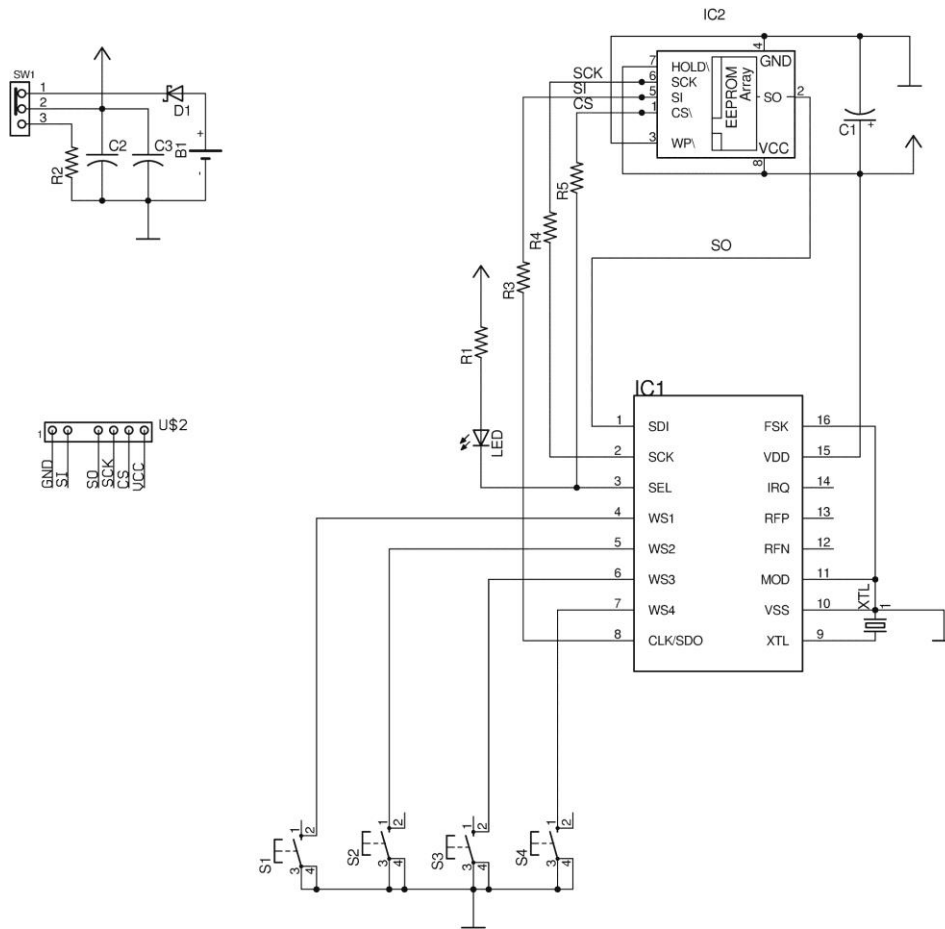 IC2
SW1
1
2
3
D1
R2
C2
C3
B1
+
-
7 HOLD\
SCK 6 SCK
SI 5 SI
CS 1 CS\
3 WP\
EEPROM
Array
4
GND
SO 2
VCC
8
C1
+
R5
R4
R3
R1
SO
LED
1 U$2
GND
SI
SO
SCK
CS
VCC
IC1
1 SDI FSK 16
2 SCK VDD 15
3 SEL IRQ 14
4 WS1 RFP 13
5 WS2 RFN 12
6 WS3 MOD 11
7 WS4 VSS 10
8 CLK/SDO XTL 9
XTL
1
S1 1 2 3 4
S2 1 2 3 4
S3 1 2 3 4
S4 1 2 3 4